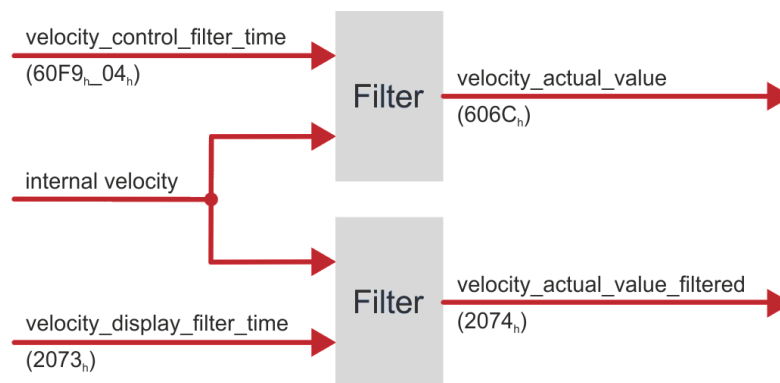 velocity_control_filter_time
(60F9h_04h)
Filter
velocity_actual_value
(606Ch)
internal velocity
velocity_display_filter_time
(2073h)
Filter
velocity_actual_value_filtered
(2074h)